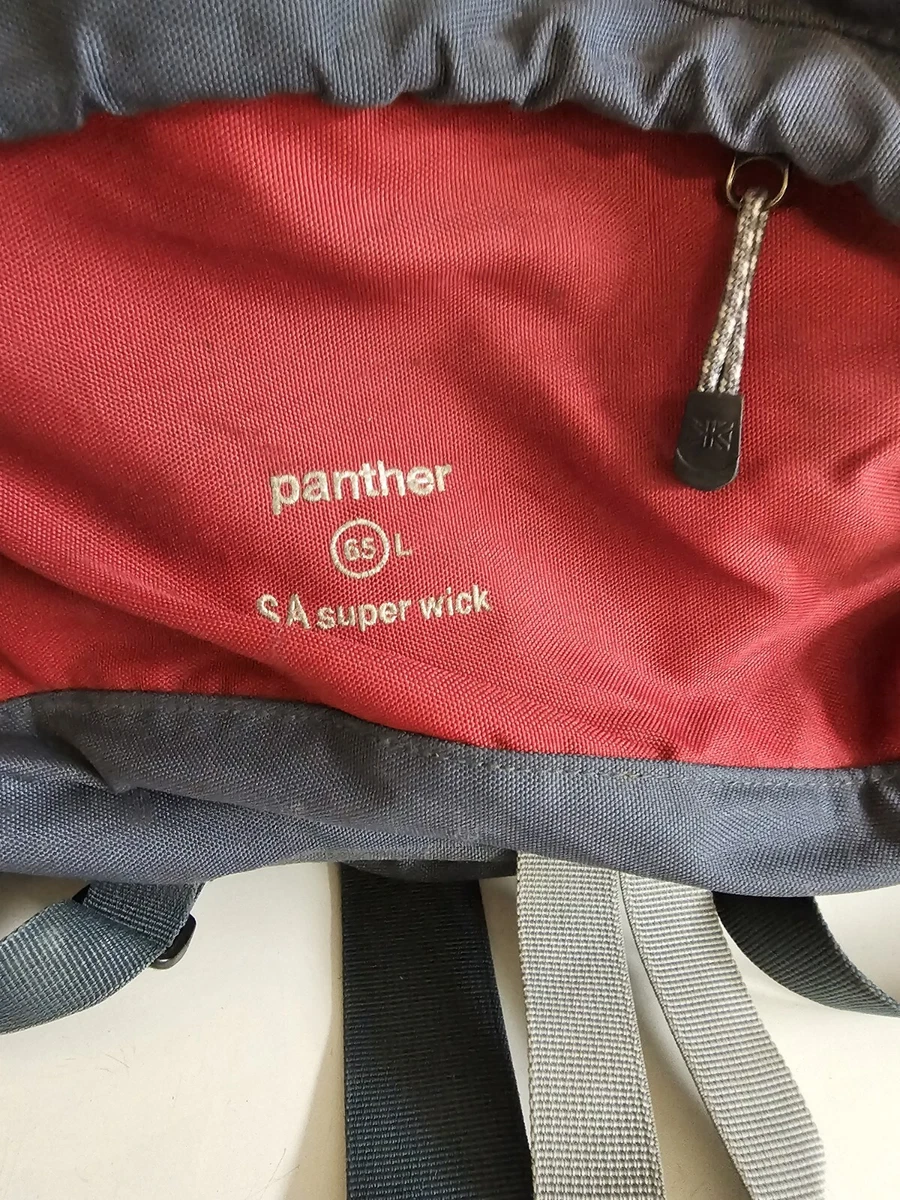 panther
65 L
SA super wick